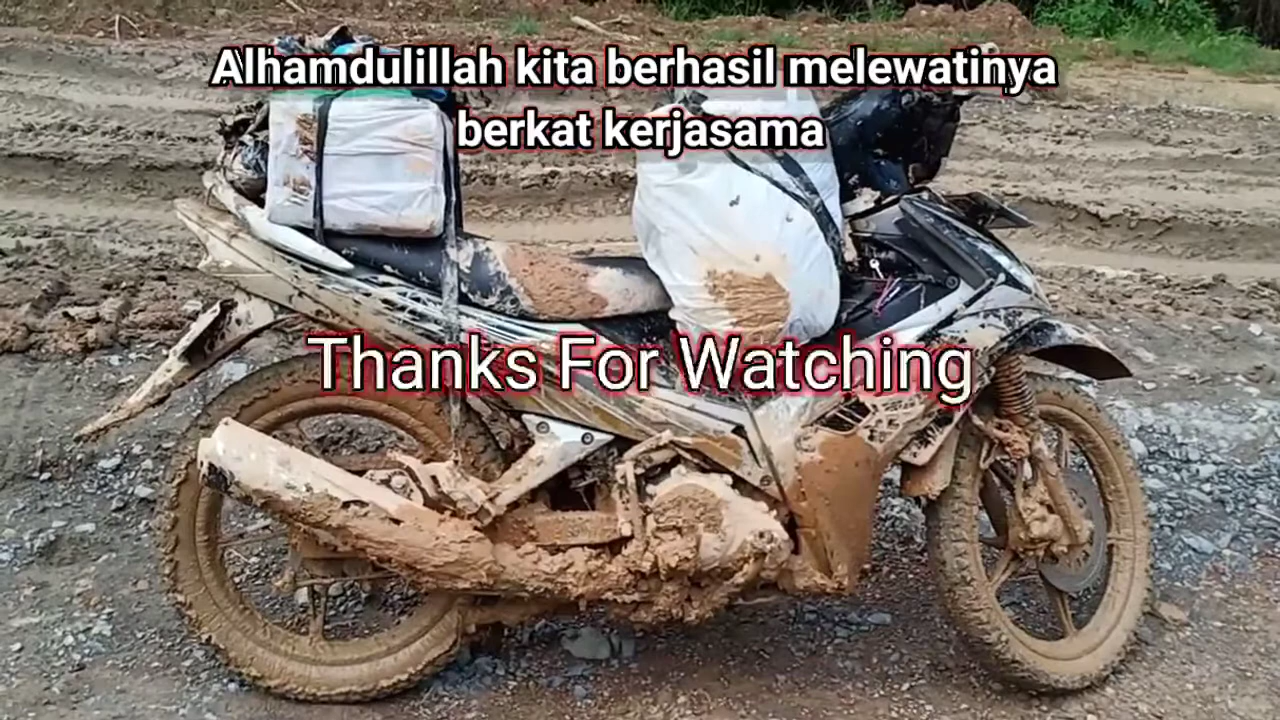 Alhamdulillah kita berhasil melewatinya
berkat kerjasama
Thanks For Watching